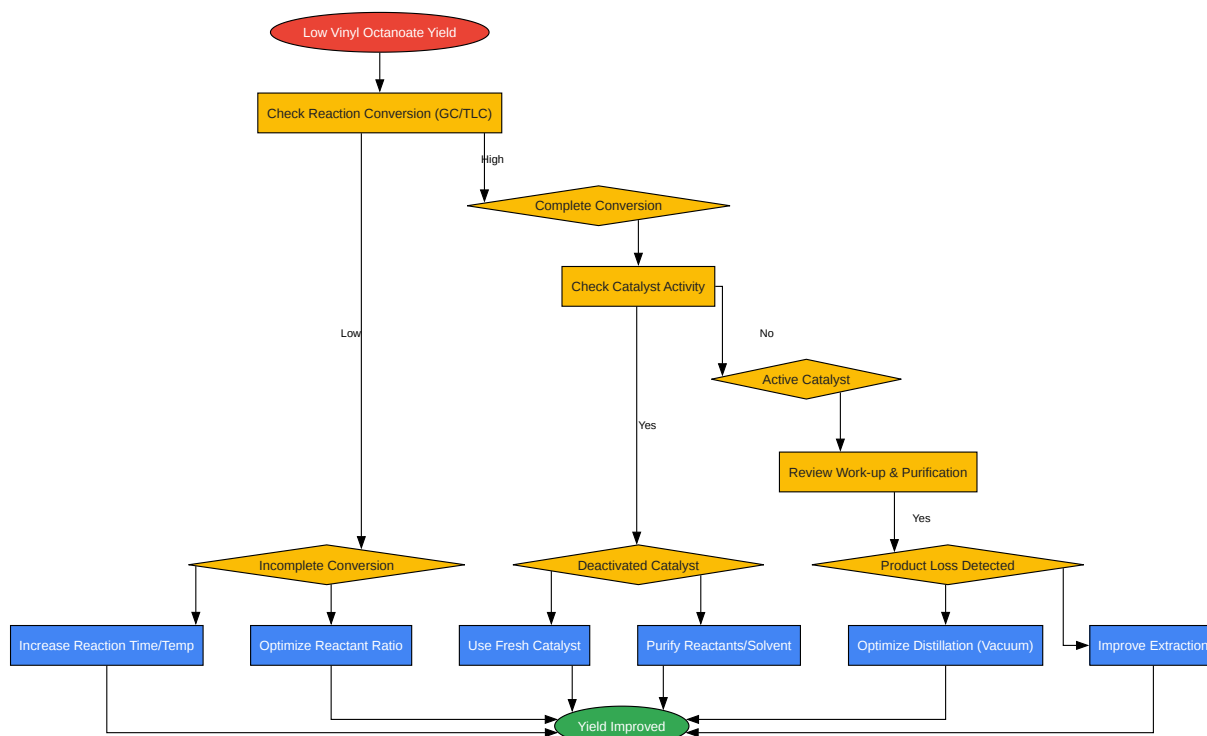 Low Vinyl Octanoate Yield
Check Reaction Conversion (GC/TLC)
High
Complete Conversion
Check Catalyst Activity
Low
No
Active Catalyst
Yes
Review Work-up & Purification
Yes
Incomplete Conversion
Deactivated Catalyst
Product Loss Detected
Increase Reaction Time/Temp
Optimize Reactant Ratio
Use Fresh Catalyst
Purify Reactants/Solvent
Optimize Distillation (Vacuum)
Improve Extraction
Yield Improved